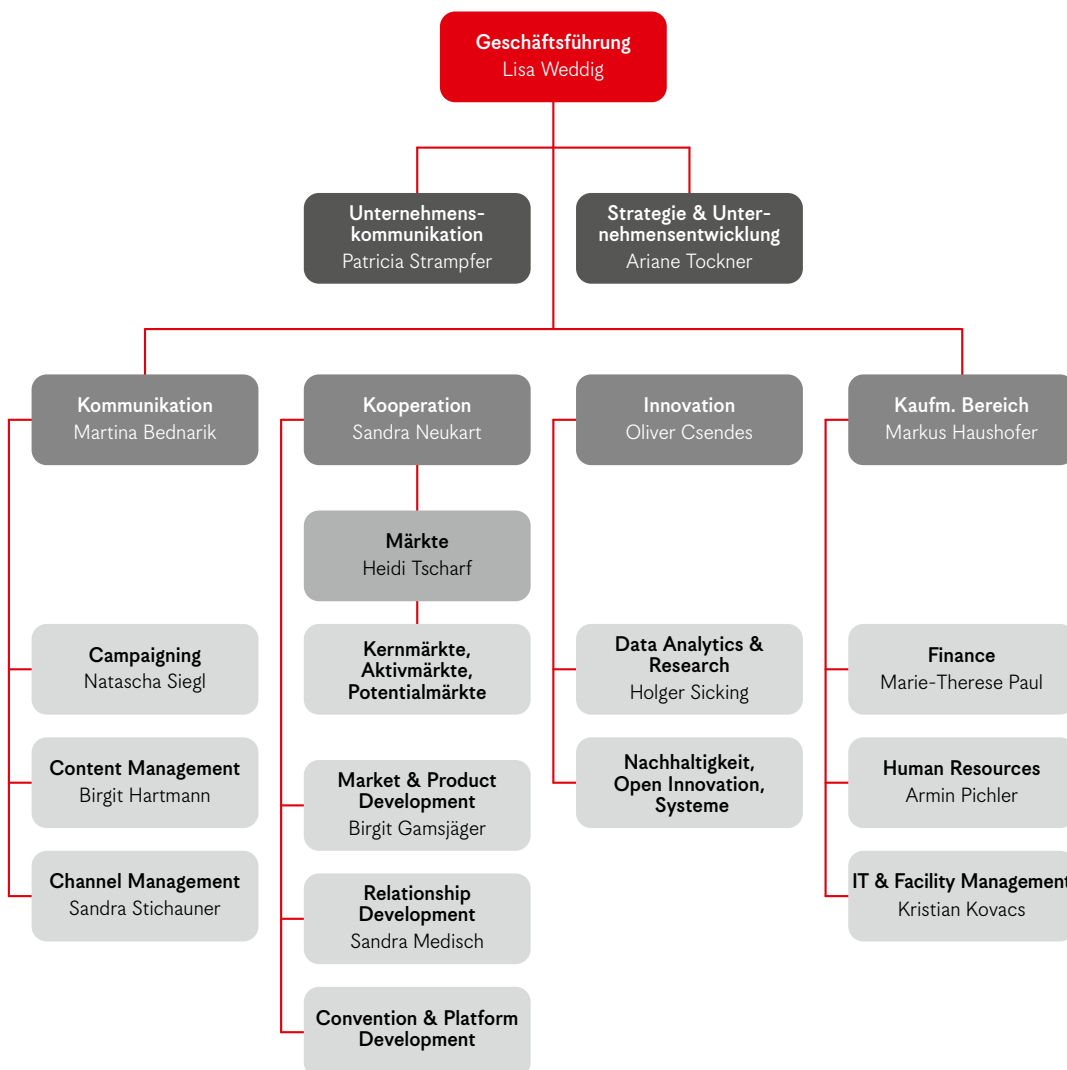 Geschäftsführung
Lisa Weddig
Unternehmens-
kommunikation
Patricia Strampfer
Strategie & Unter-
nehmensentwicklung
Ariane Tockner
Kommunikation
Martina Bednarik
Kooperation
Sandra Neukart
Innovation
Oliver Csendes
Kaufm. Bereich
Markus Haushofer
Märkte
Heidi Tscharf
Campaigning
Natascha Siegl
Kernmärkte,
Aktivmärkte,
Potentialmärkte
Data Analytics &
Research
Holger Sicking
Finance
Marie-Therese Paul
Content Management
Birgit Hartmann
Market & Product
Development
Birgit Gamsjäger
Nachhaltigkeit,
Open Innovation,
Systeme
Human Resources
Armin Pichler
Channel Management
Sandra Stichauner
Relationship
Development
Sandra Medisch
IT & Facility Management
Kristian Kovacs
Convention & Platform
Development